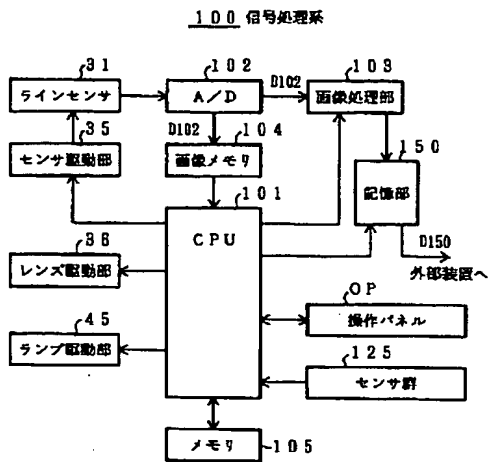 100 信号処理系
31
102
103
ラインセンサ
A/D
D102
画像処理部
35
D102
104
150
センサ駆動部
画像メモリ
記憶部
101
CPU
D150
外部装置へ
36
レンズ駆動部
OP
操作パネル
45
125
ランプ駆動部
センサ群
メモリ
105